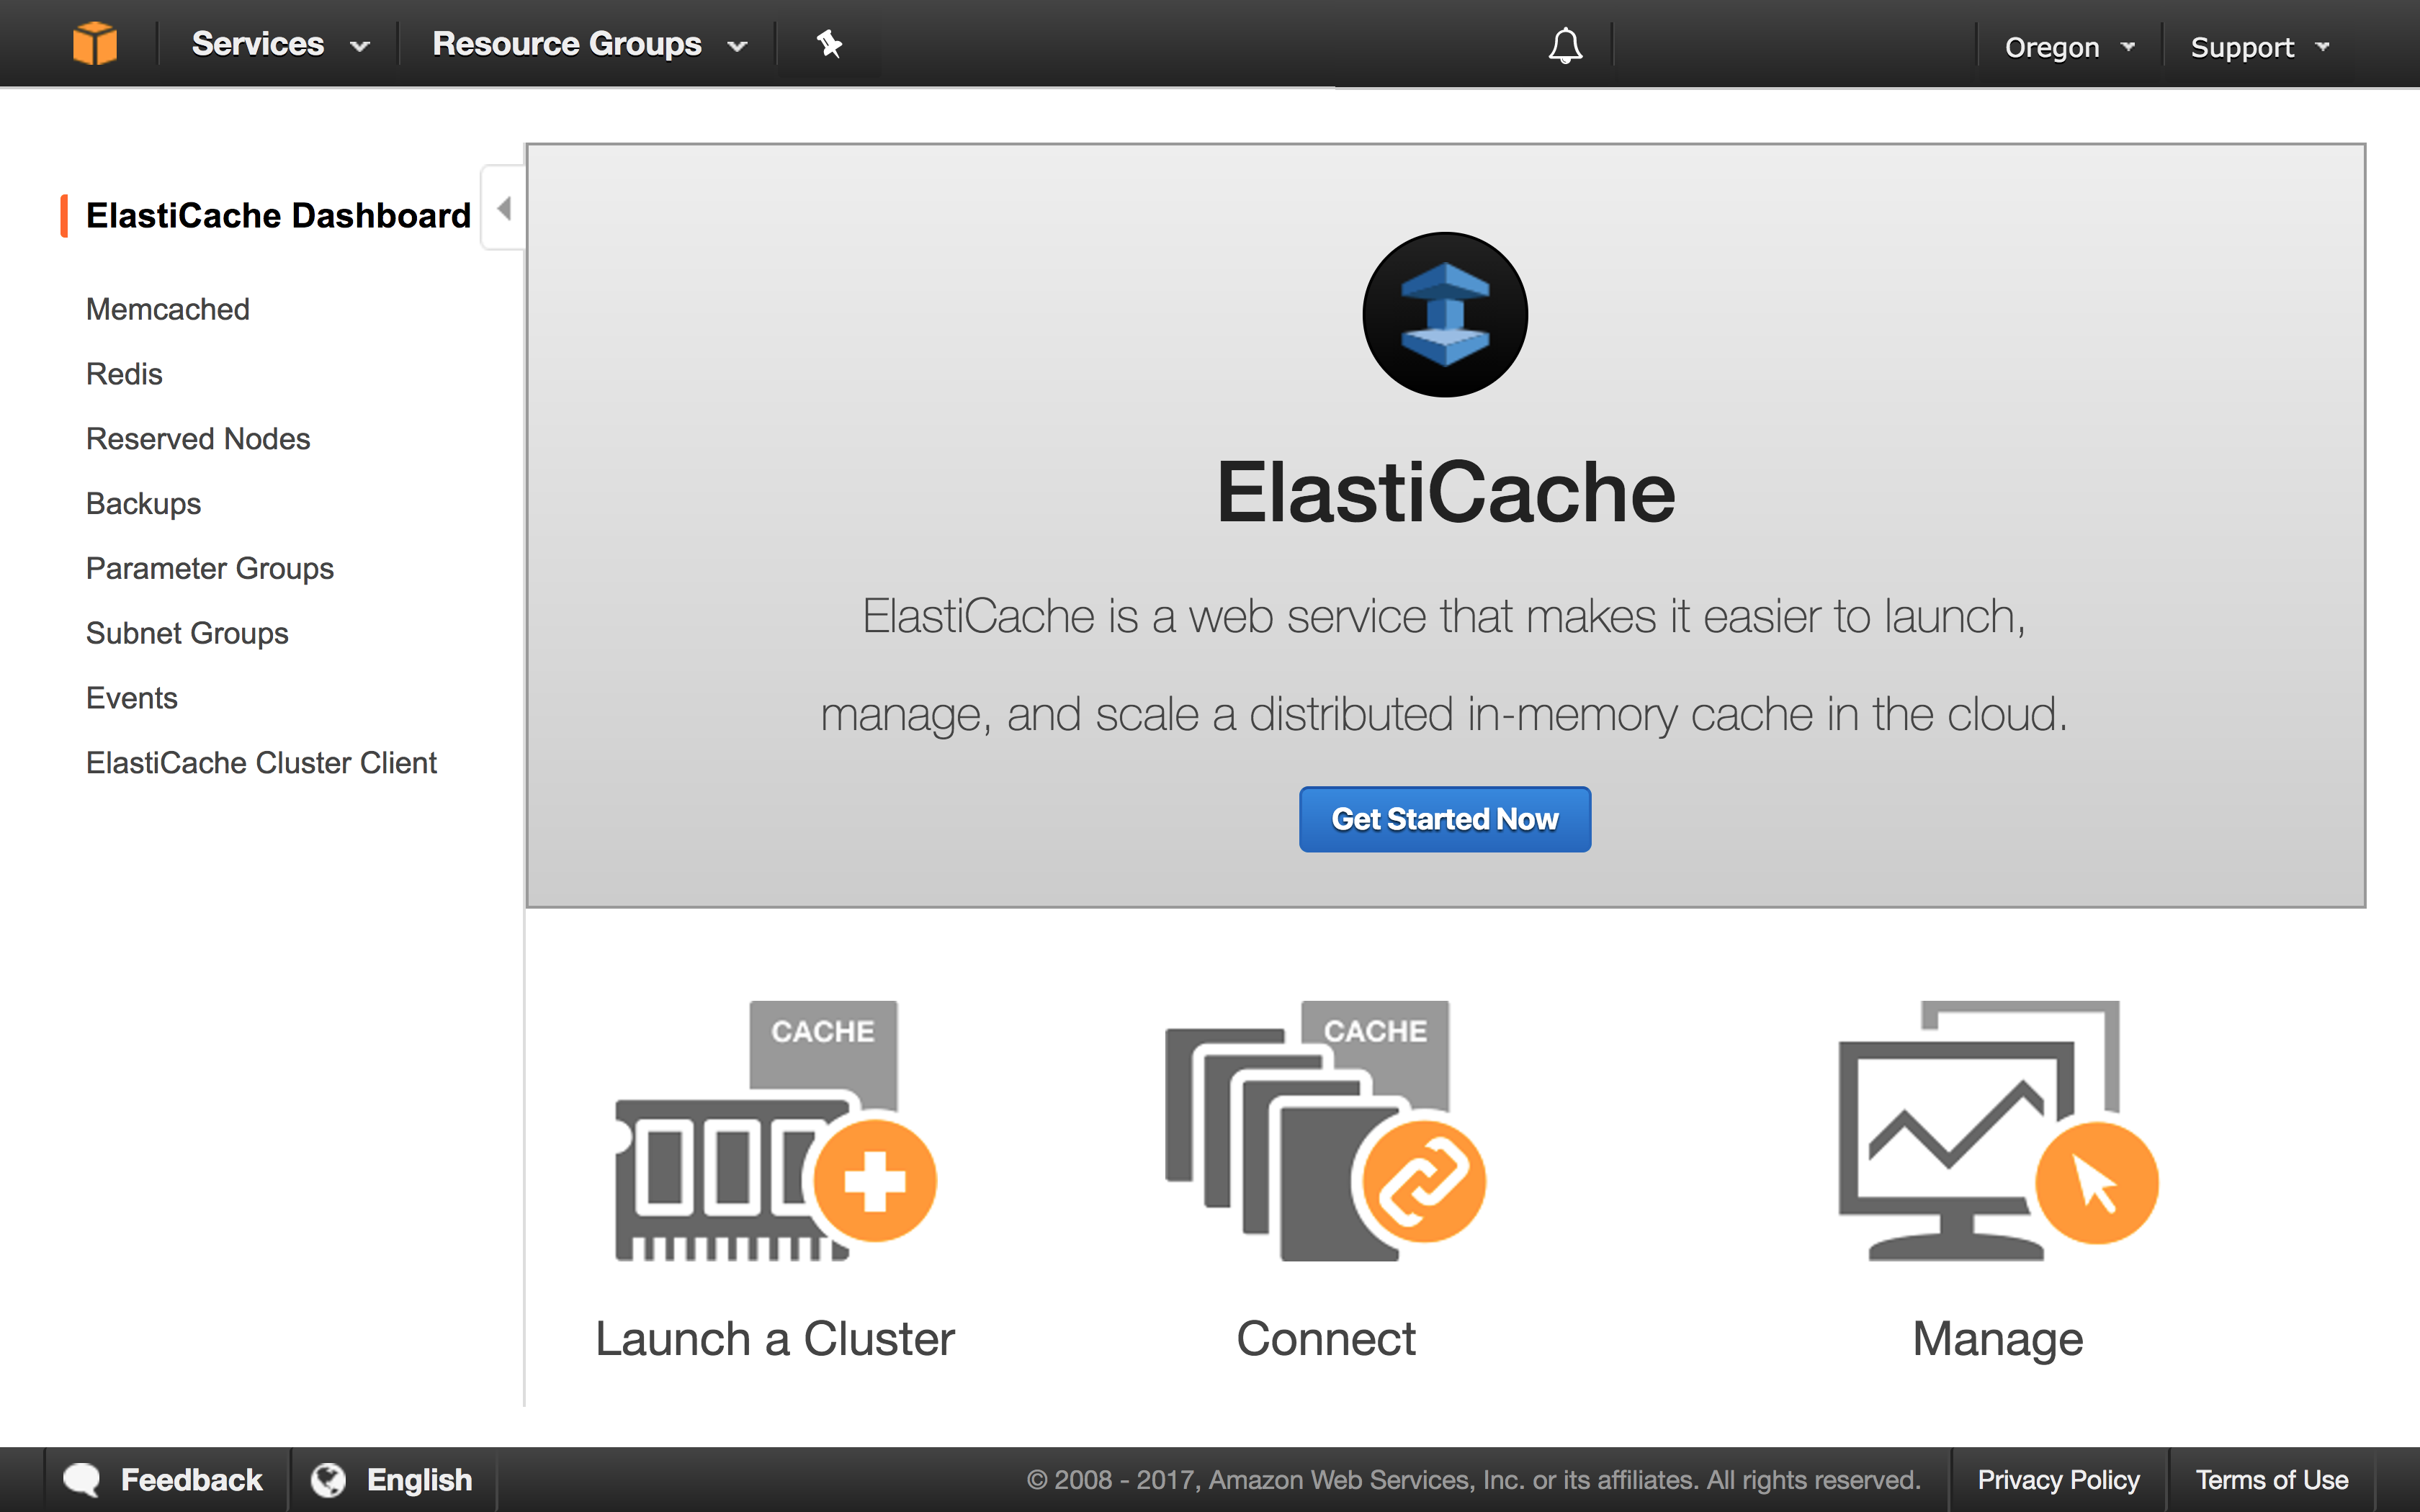 Services
Resource Groups
Oregon
Support
ElastiCache Dashboard
Memcached
Redis
Reserved Nodes
Backups
Parameter Groups
Subnet Groups
Events
ElastiCache Cluster Client
ElastiCache
ElastiCache is a web service that makes it easier to launch,
manage, and scale a distributed in-memory cache in the cloud.
Get Started Now
CACHE
CACHE
Launch a Cluster
Connect
Manage
Feedback
English
© 2008 - 2017, Amazon Web Services, Inc. or its affiliates. All rights reserved.
Privacy Policy
Terms of Use